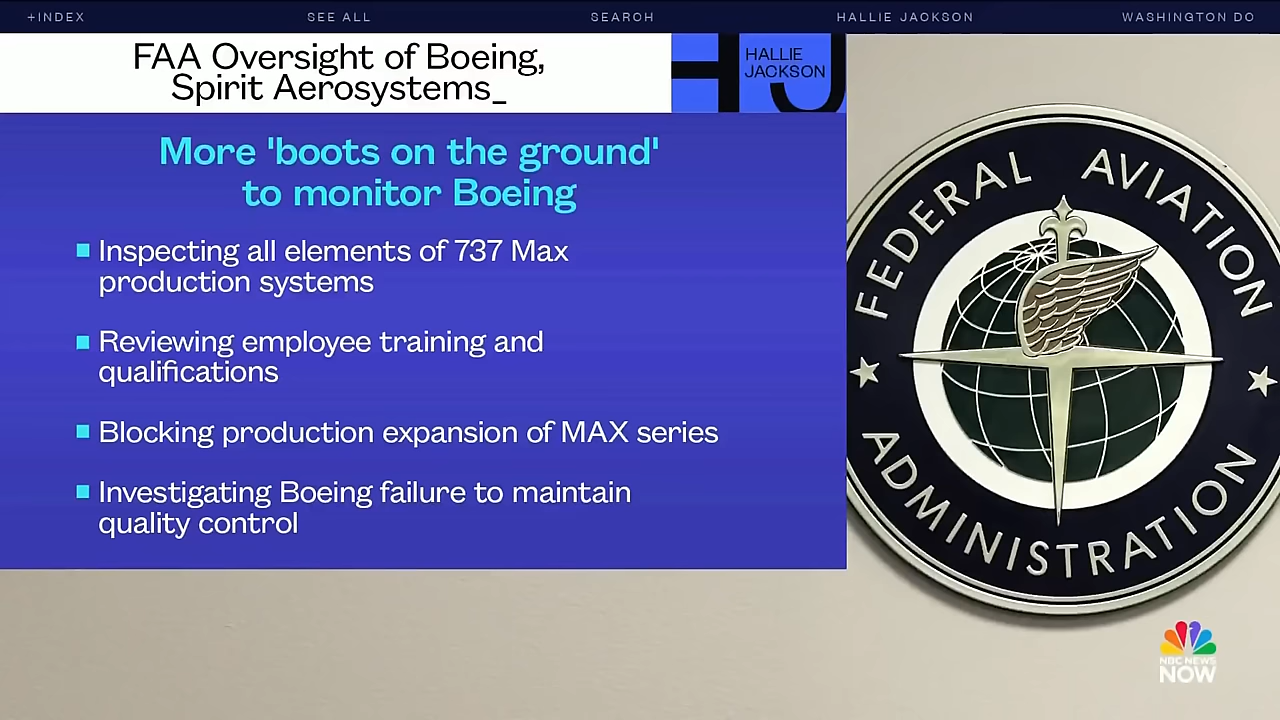 +INDEX
SEE ALL
SEARCH
HALLIE JACKSON
WASHINGTON DO
FAA Oversight of Boeing,
Spirit Aerosystems_
HJ
HALLIE
JACKSON
More 'boots on the ground'
to monitor Boeing
Inspecting all elements of 737 Max
production systems
Reviewing employee training and
qualifications
Blocking production expansion of MAX series
Investigating Boeing failure to maintain
quality control
FEDERAL AVIATION
ADMINISTRATION
NBC NEWS
NOW